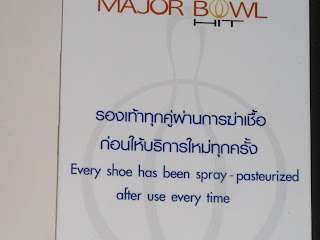 MAJOR BOWL
HIT
รองเท้าทุกคู่ผ่านการฆ่าเชื้อ
ก่อนให้บริการใหม่ทุกครั้ง
Every shoe has been spray-pasteurized
after use every time